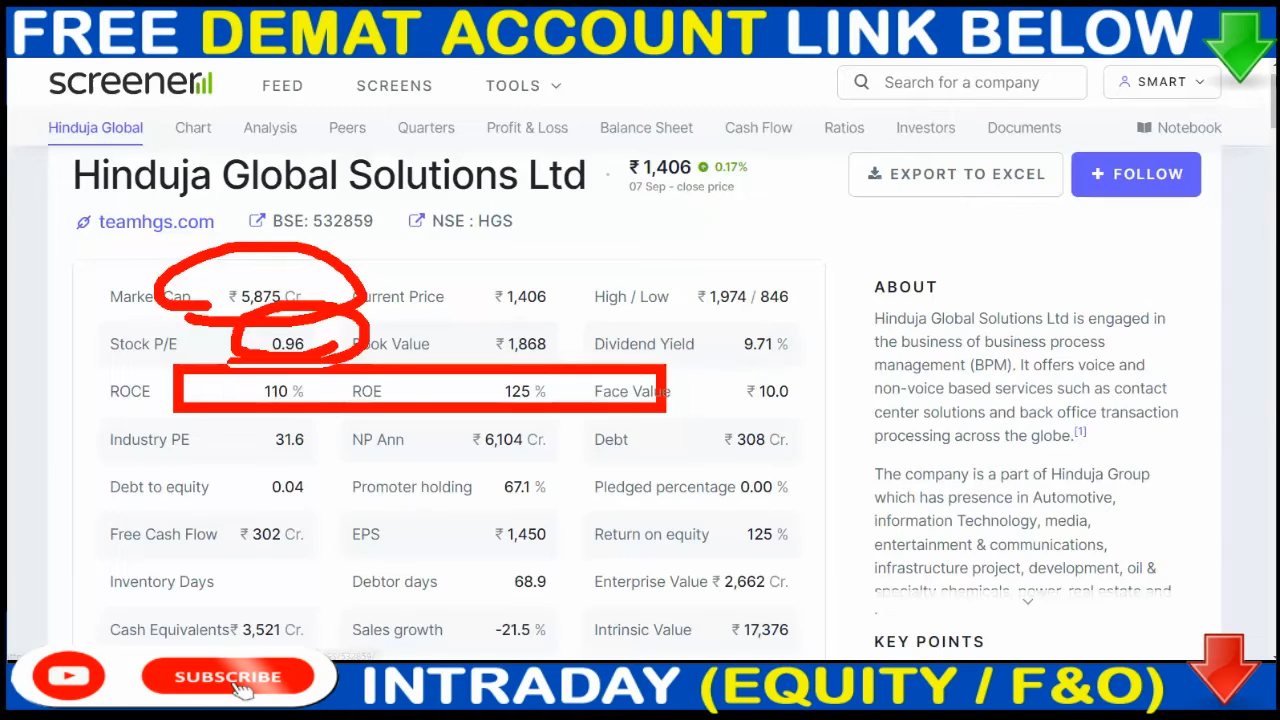 FREE DEMAT ACCOUNT LINK BELOW
screener FEED SCREENS TOOLS Search for a company SMART
Hinduja Global Chart Analysis Peers Quarters Profit & Loss Balance Sheet Cash Flow Ratios Investors Documents Notebook
Hinduja Global Solutions Ltd · ₹ 1,406 0.17%
07 Sep - close price
EXPORT TO EXCEL + FOLLOW
teamhgs.com BSE: 532859 NSE : HGS
Market Cap ₹ 5,875 Cr. Current Price ₹ 1,406 High / Low ₹ 1,974 / 846
Stock P/E 0.96 Book Value ₹ 1,868 Dividend Yield 9.71 %
ROCE 110 % ROE 125 % Face Value ₹ 10.0
Industry PE 31.6 NP Ann ₹ 6,104 Cr. Debt ₹ 308 Cr.
Debt to equity 0.04 Promoter holding 67.1 % Pledged percentage 0.00 %
Free Cash Flow ₹ 302 Cr. EPS ₹ 1,450 Return on equity 125 %
Inventory Days Debtor days 68.9 Enterprise Value ₹ 2,662 Cr.
Cash Equivalents ₹ 3,521 Cr. Sales growth -21.5 % Intrinsic Value ₹ 17,376
ABOUT
Hinduja Global Solutions Ltd is engaged in
the business of business process
management (BPM). It offers voice and
non-voice based services such as contact
center solutions and back office transaction
processing across the globe.[1]
The company is a part of Hinduja Group
which has presence in Automotive,
information Technology, media,
entertainment & communications,
infrastructure project, development, oil &
specialty chemicals, power, real estate and
KEY POINTS
SUBSCRIBE
INTRADAY (EQUITY / F&O)